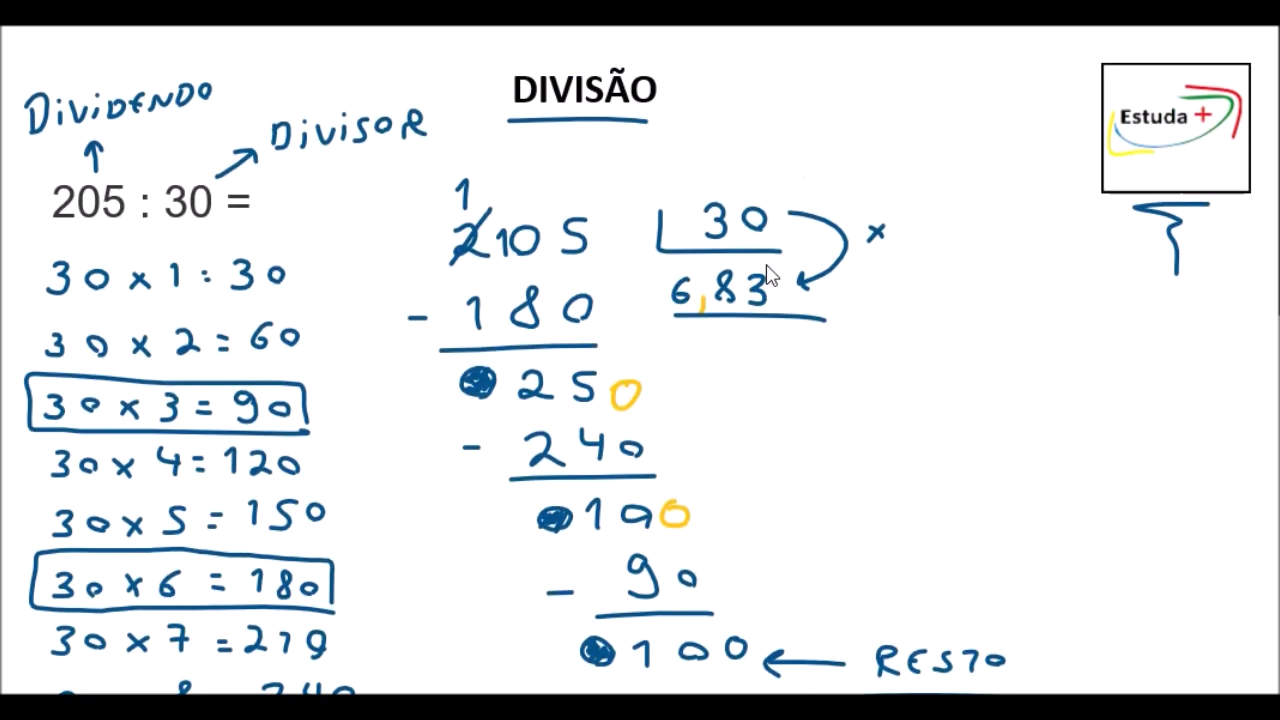 DIVISÃO
Estuda +
DIVIDENDO
DIVISOR
205 : 30 =
30 x 1 : 30
30 x 2 = 60
30 x 3 = 90
30 x 4 = 120
30 x 5 = 150
30 x 6 = 180
30 x 7 = 210
1
2105 30
x
6,83
- 180
250
- 240
100
- 90
100 ← RESTO